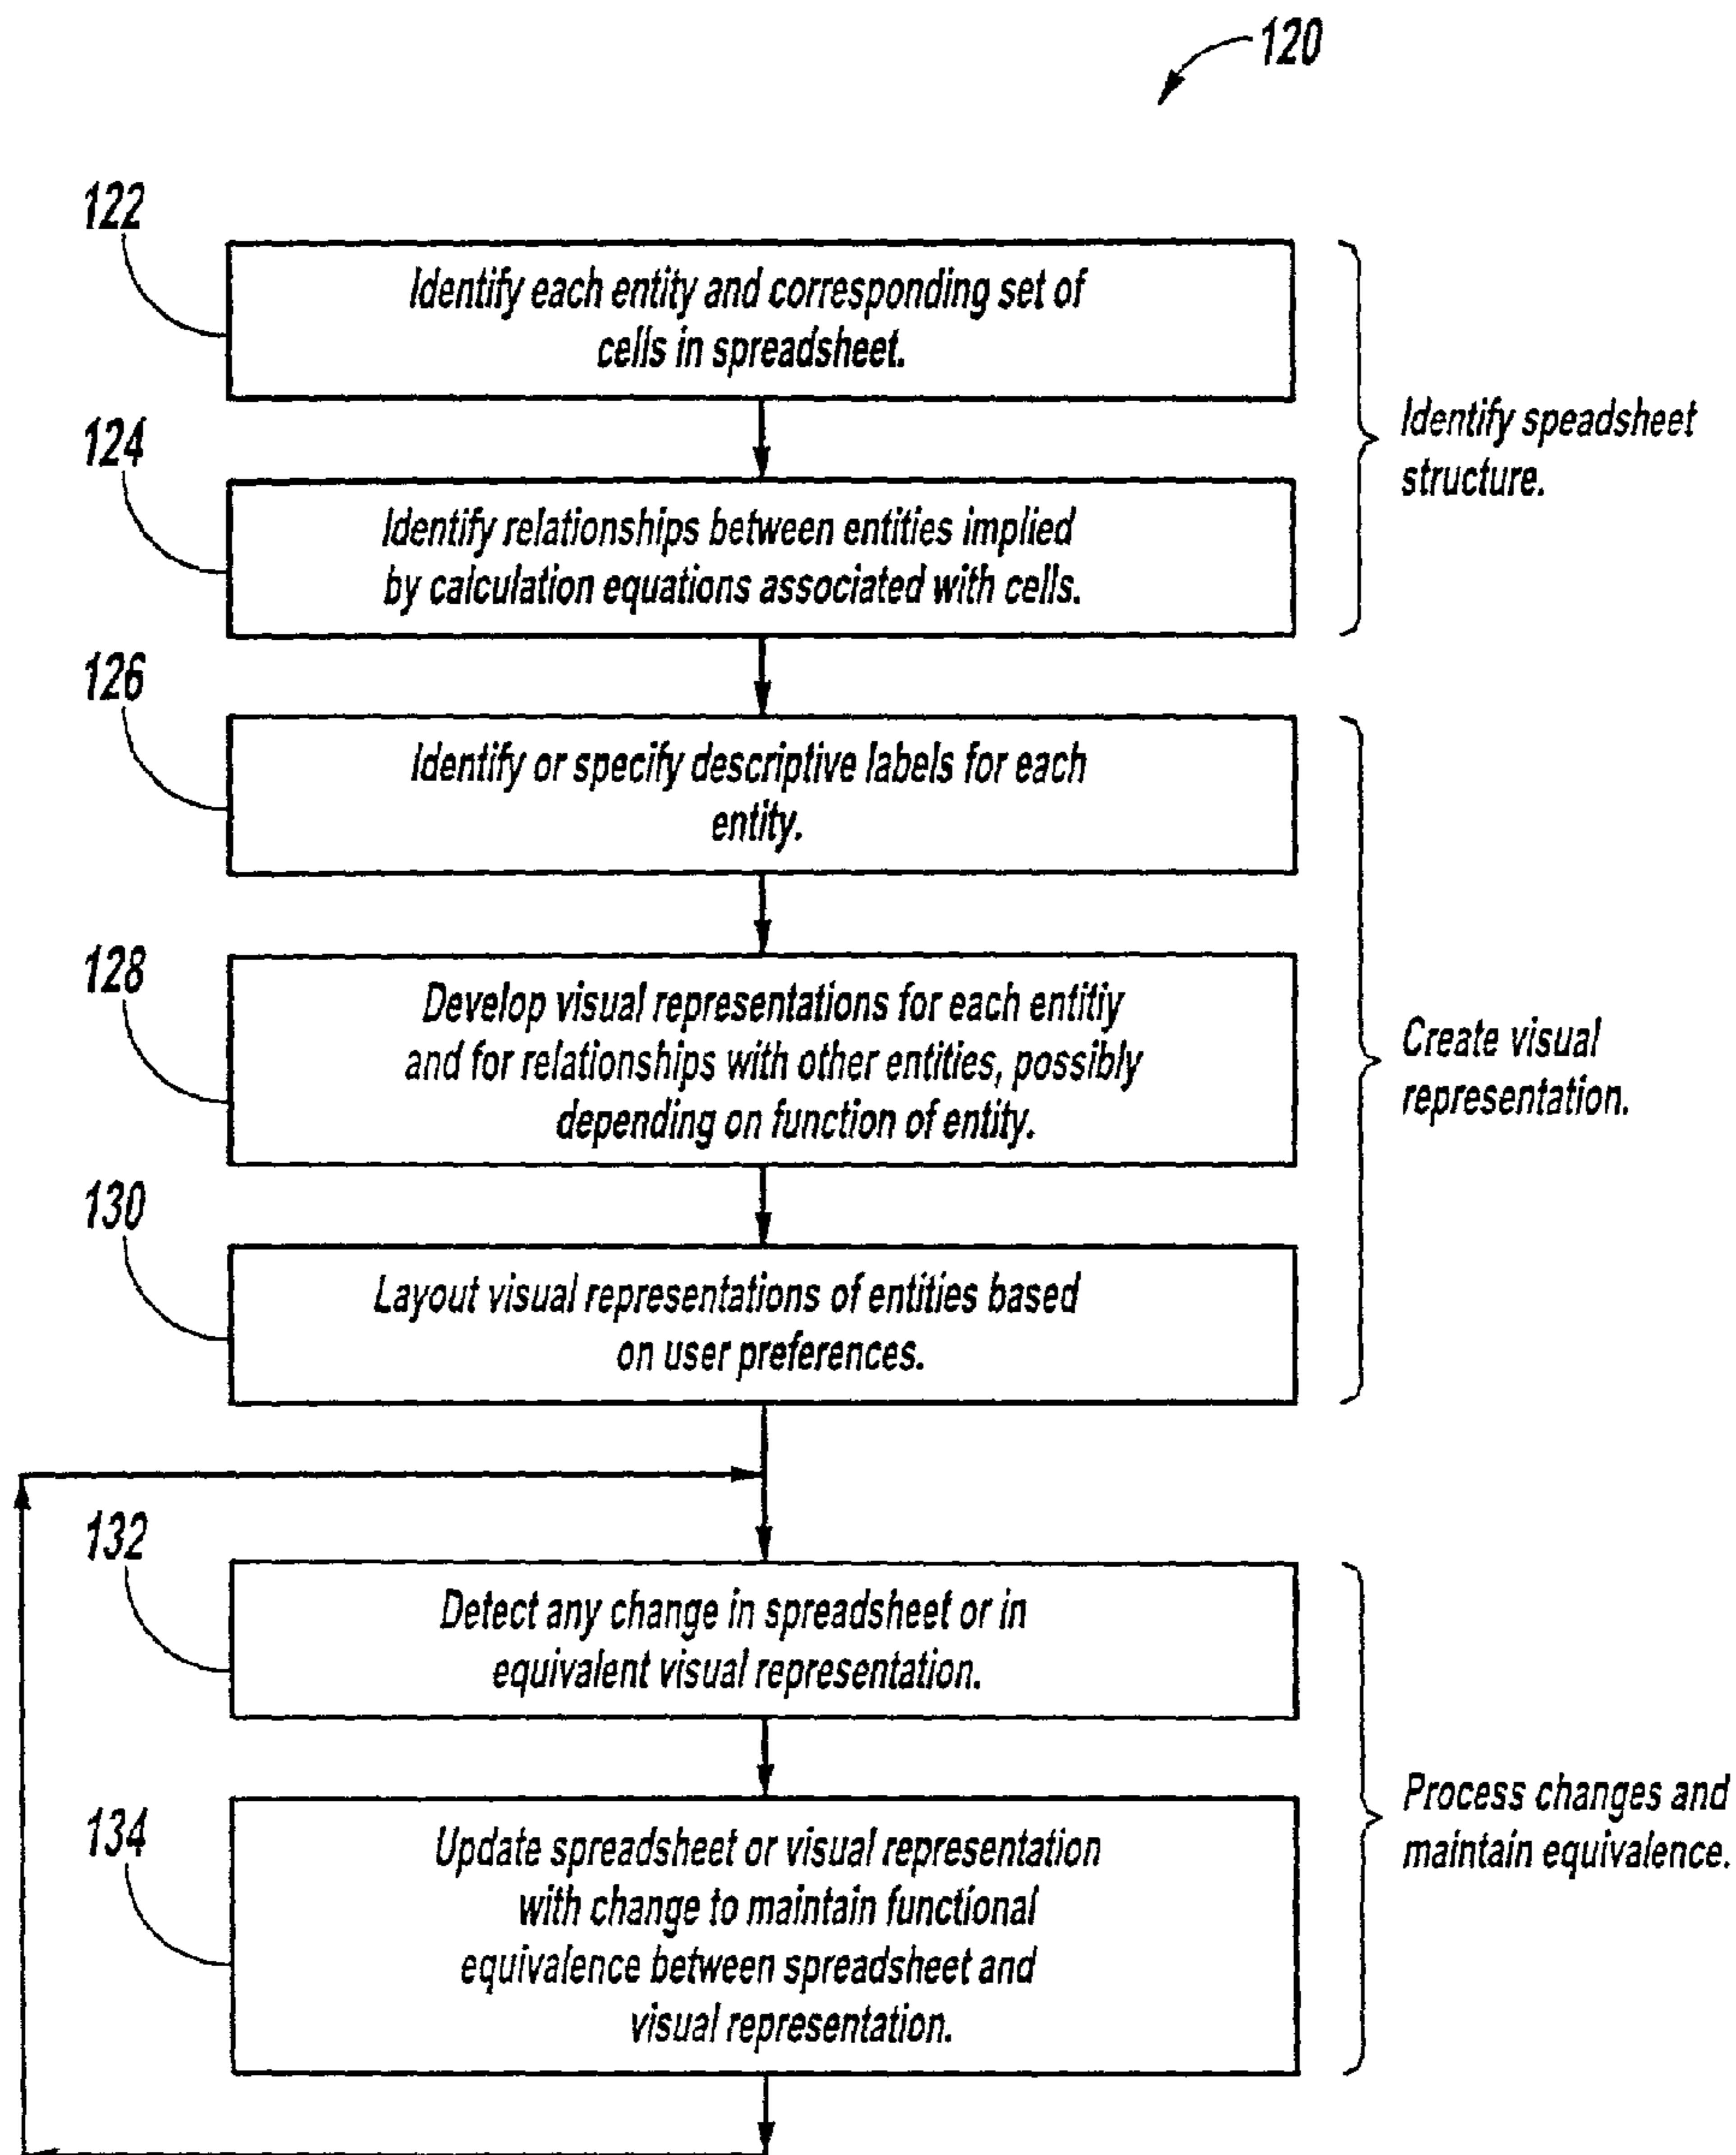 120
122
Identify each entity and corresponding set of
cells in spreadsheet.
124
Identify relationships between entities implied
by calculation equations associated with cells.
Identify speadsheet
structure.
126
Identify or specify descriptive labels for each
entity.
128
Develop visual representations for each entitiy
and for relationships with other entities, possibly
depending on function of entity.
130
Layout visual representations of entities based
on user preferences.
Create visual
representation.
132
Detect any change in spreadsheet or in
equivalent visual representation.
134
Update spreadsheet or visual representation
with change to maintain functional
equivalence between spreadsheet and
visual representation.
Process changes and
maintain equivalence.